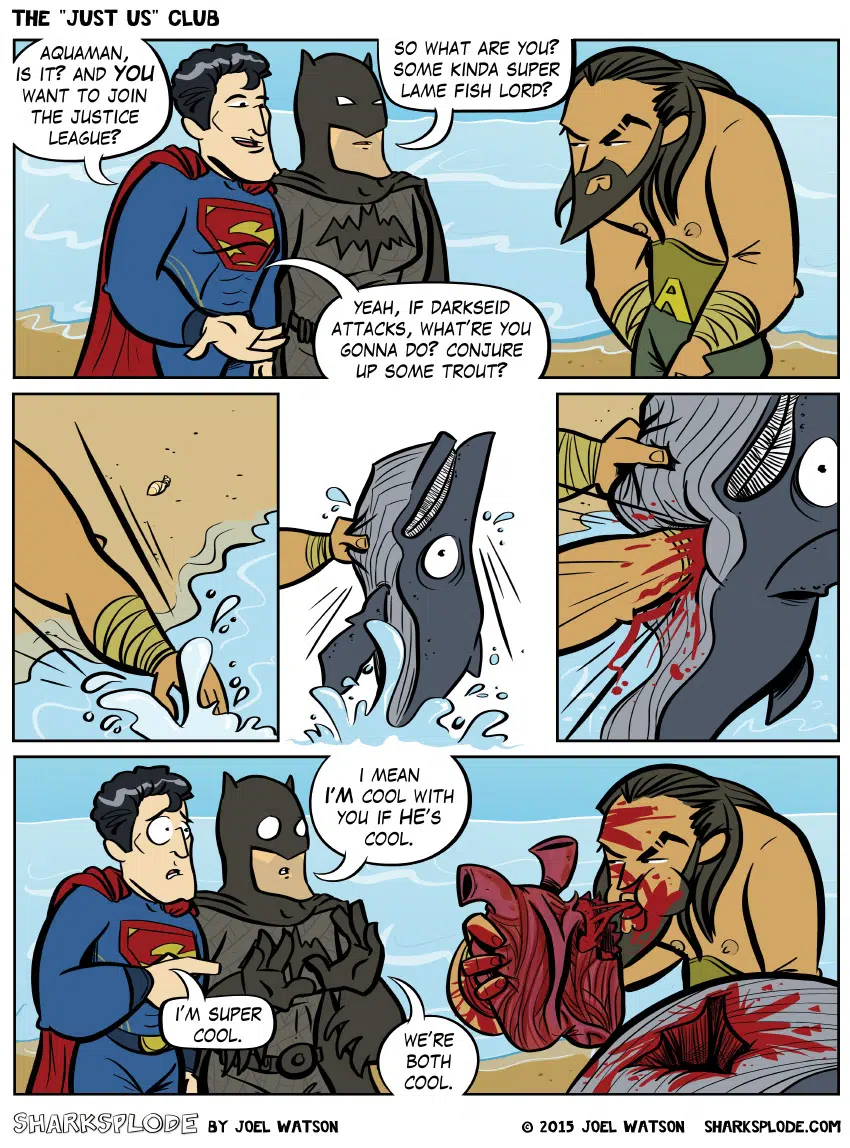 THE "JUST US" CLUB
AQUAMAN,
IS IT? AND YOU
WANT TO JOIN
THE JUSTICE
LEAGUE?
SO WHAT ARE YOU?
SOME KINDA SUPER
LAME FISH LORD?
YEAH, IF DARKSEID
ATTACKS, WHAT'RE YOU
GONNA DO? CONJURE
UP SOME TROUT?
A
I MEAN
I'M COOL WITH
YOU IF HE'S
COOL.
I'M SUPER
COOL.
WE'RE
BOTH
COOL.
SHARKSPLODE BY JOEL WATSON © 2015 JOEL WATSON SHARKSPLODE.COM